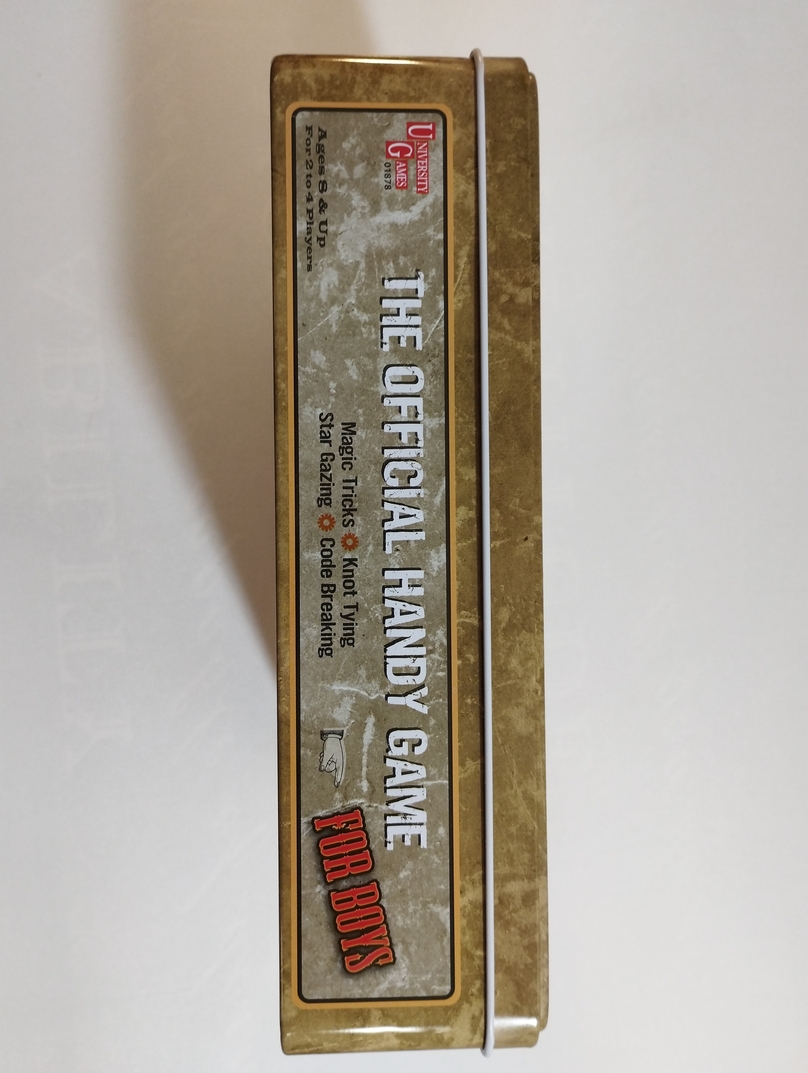 UNIVERSITY
GAMES
01878
THE OFFICIAL HANDY GAME
Magic Tricks Knot Tying
Star Gazing Code Breaking
FOR BOYS
Ages 8 & Up
For 2 to 4 Players